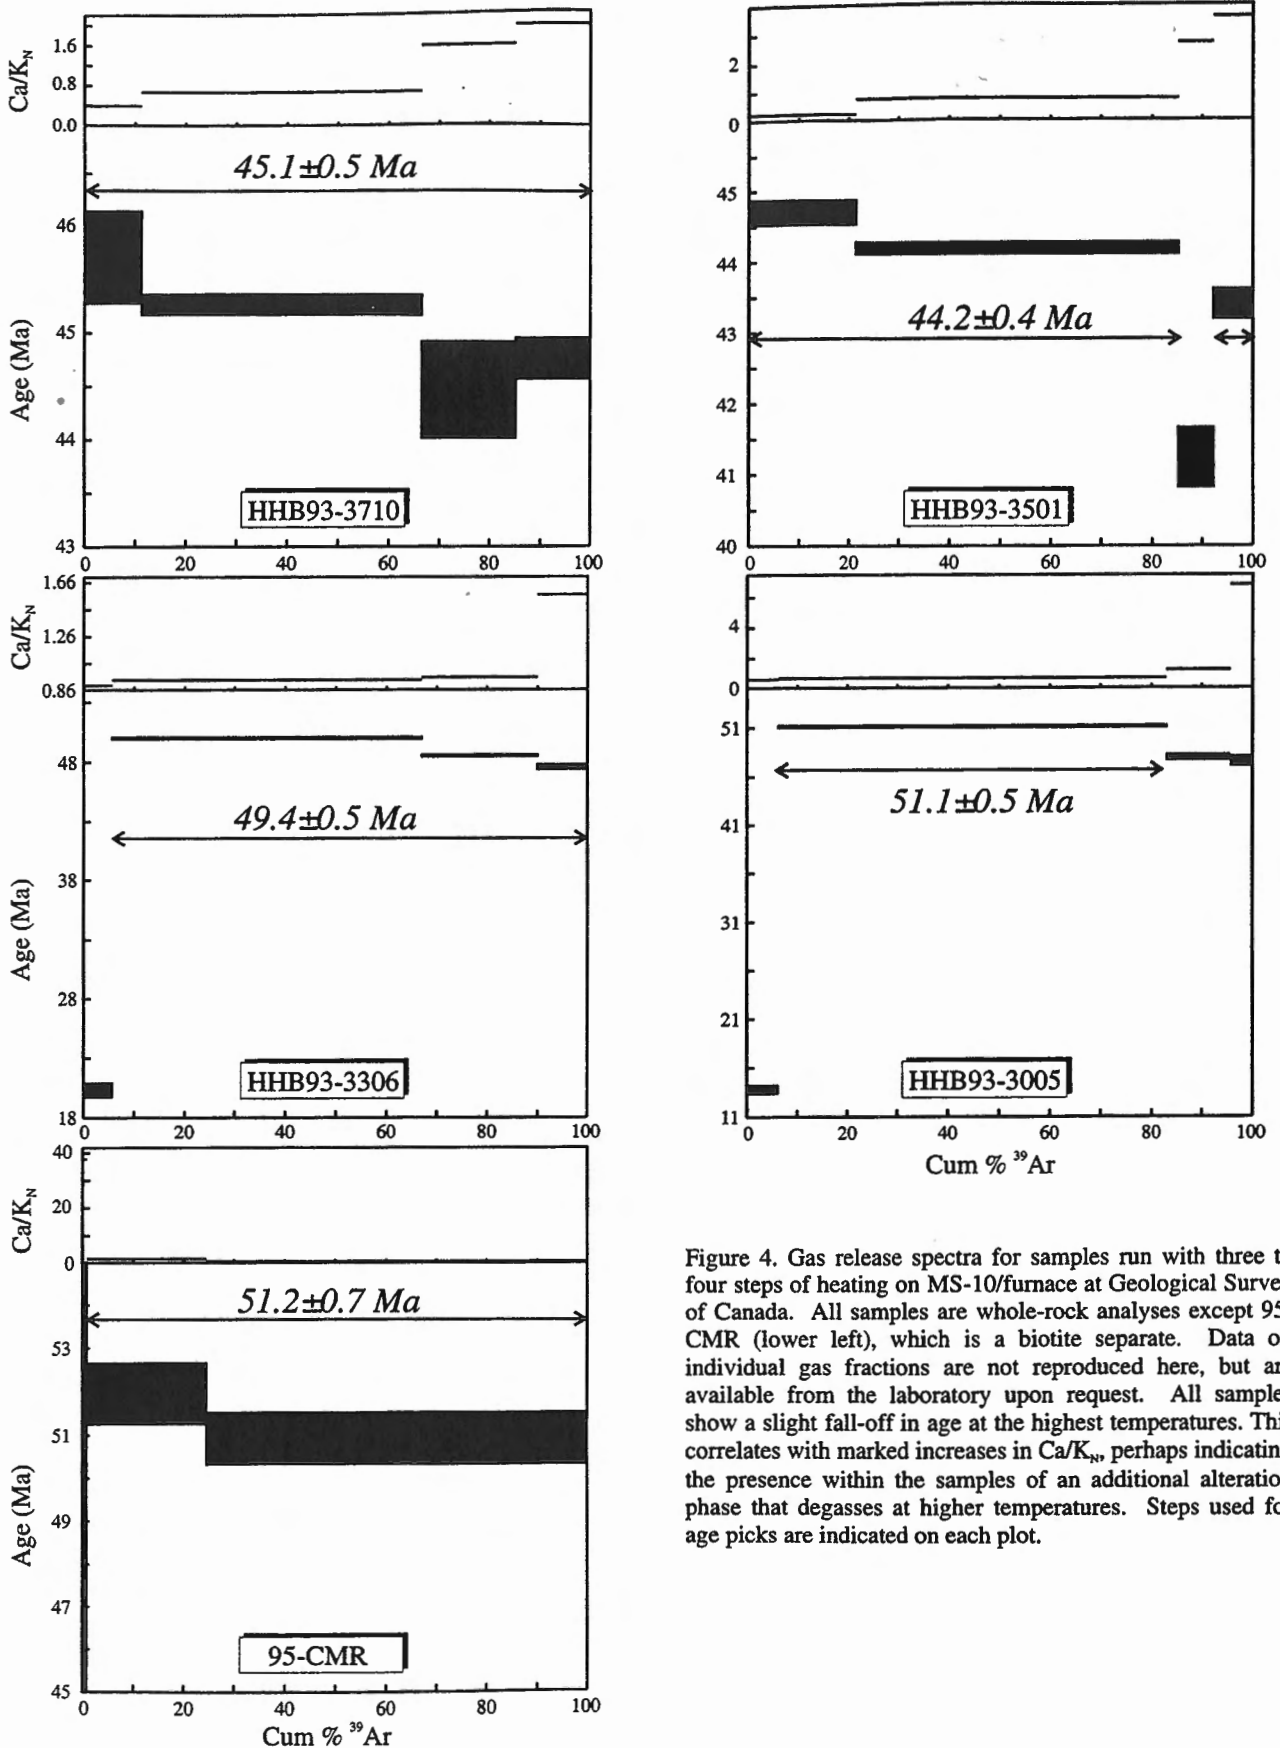 Ca/K_N
1.6
0.8
0.0
45.1±0.5 Ma
Age (Ma)
46
45
44
43
HHB93-3710
0 20 40 60 80 100
2
0
45
44
43
42
41
40
44.2±0.4 Ma
HHB93-3501
0 20 40 60 80 100
Ca/K_N
1.66
1.26
0.86
Age (Ma)
48
38
28
18
49.4±0.5 Ma
HHB93-3306
0 20 40 60 80 100
4
0
51
41
31
21
11
51.1±0.5 Ma
HHB93-3005
0 20 40 60 80 100
Cum % ³⁹Ar
Ca/K_N
40
20
0
51.2±0.7 Ma
Age (Ma)
53
51
49
47
45
95-CMR
0 20 40 60 80 100
Cum % ³⁹Ar
Figure 4. Gas release spectra for samples run with three t
four steps of heating on MS-10/furnace at Geological Surve
of Canada. All samples are whole-rock analyses except 95
CMR (lower left), which is a biotite separate. Data o
individual gas fractions are not reproduced here, but ar
available from the laboratory upon request. All sample
show a slight fall-off in age at the highest temperatures. Thi
correlates with marked increases in Ca/K_N, perhaps indicatin
the presence within the samples of an additional alteratio
phase that degasses at higher temperatures. Steps used fo
age picks are indicated on each plot.